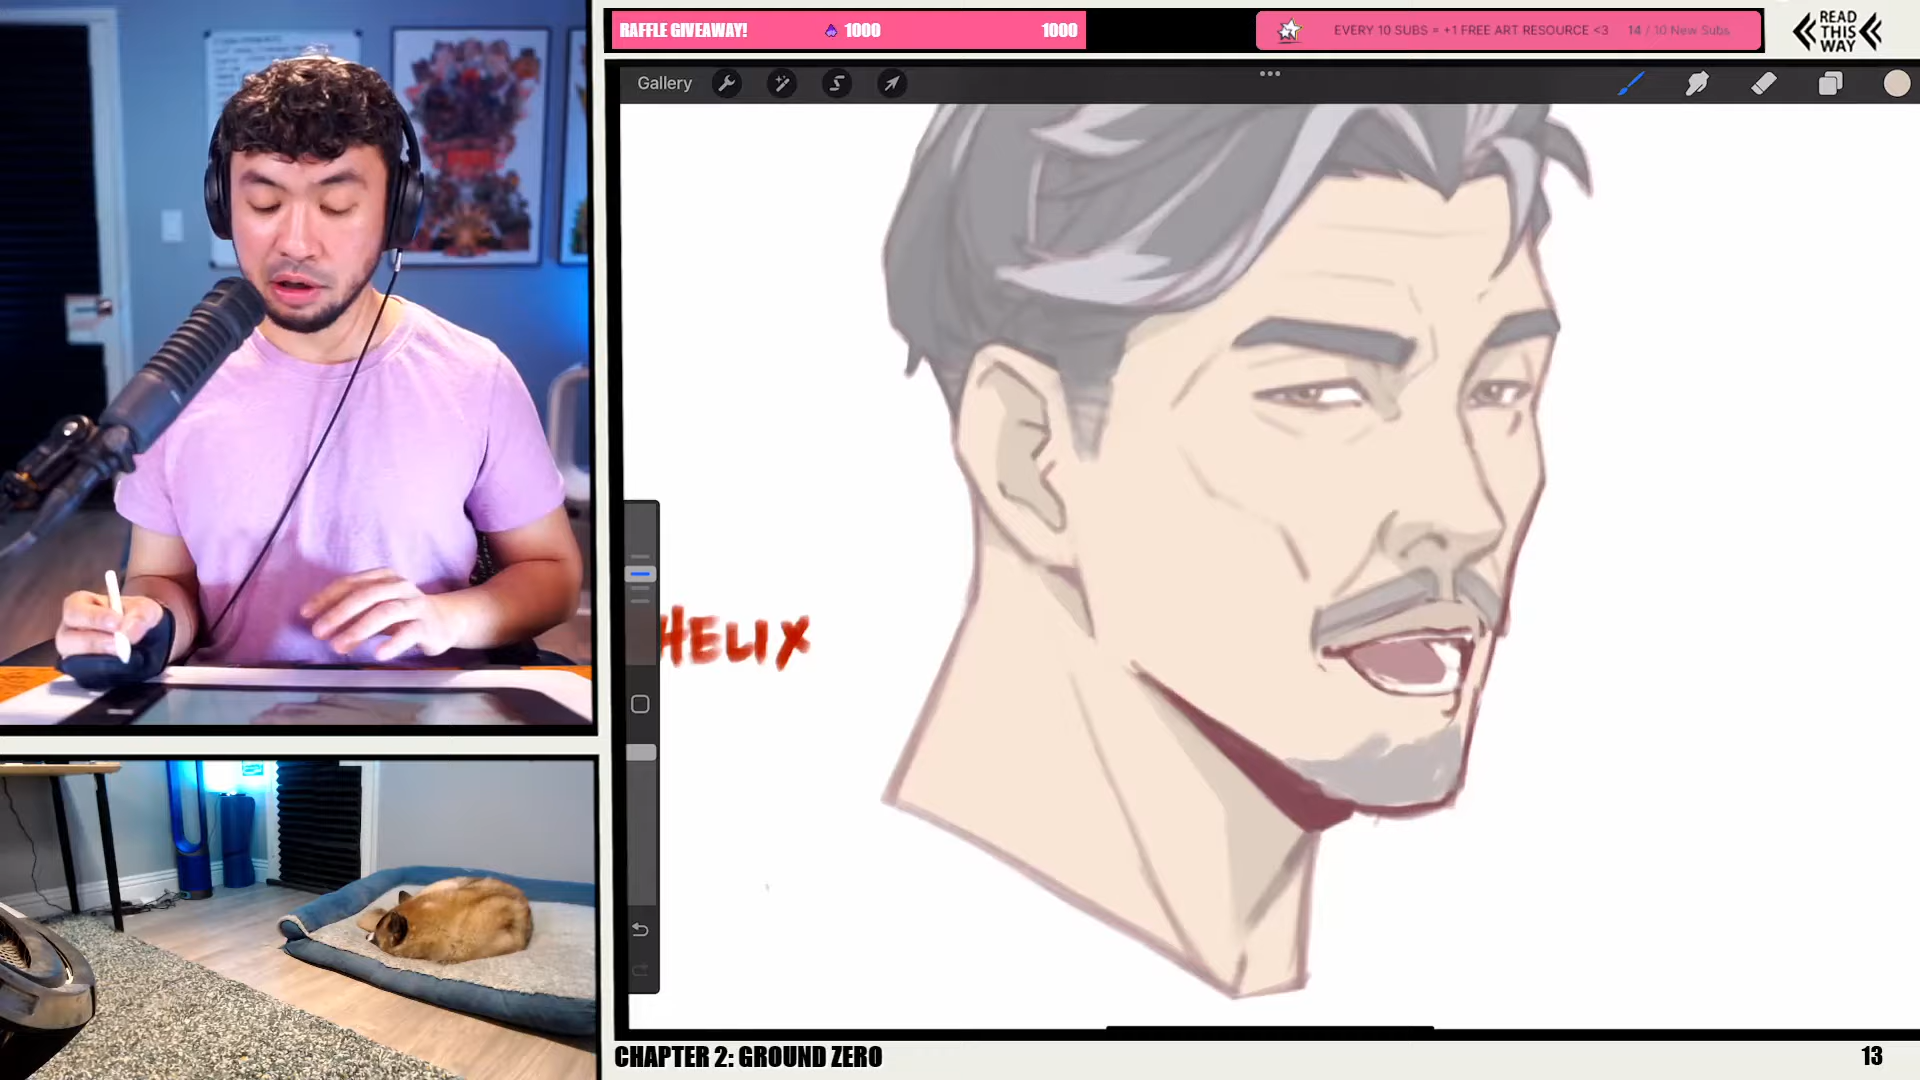 RAFFLE GIVEAWAY! 1000 1000
EVERY 10 SUBS = +1 FREE ART RESOURCE <3 14 / 10 New Subs
READ
THIS
WAY
Gallery
HELIX
CHAPTER 2: GROUND ZERO
13